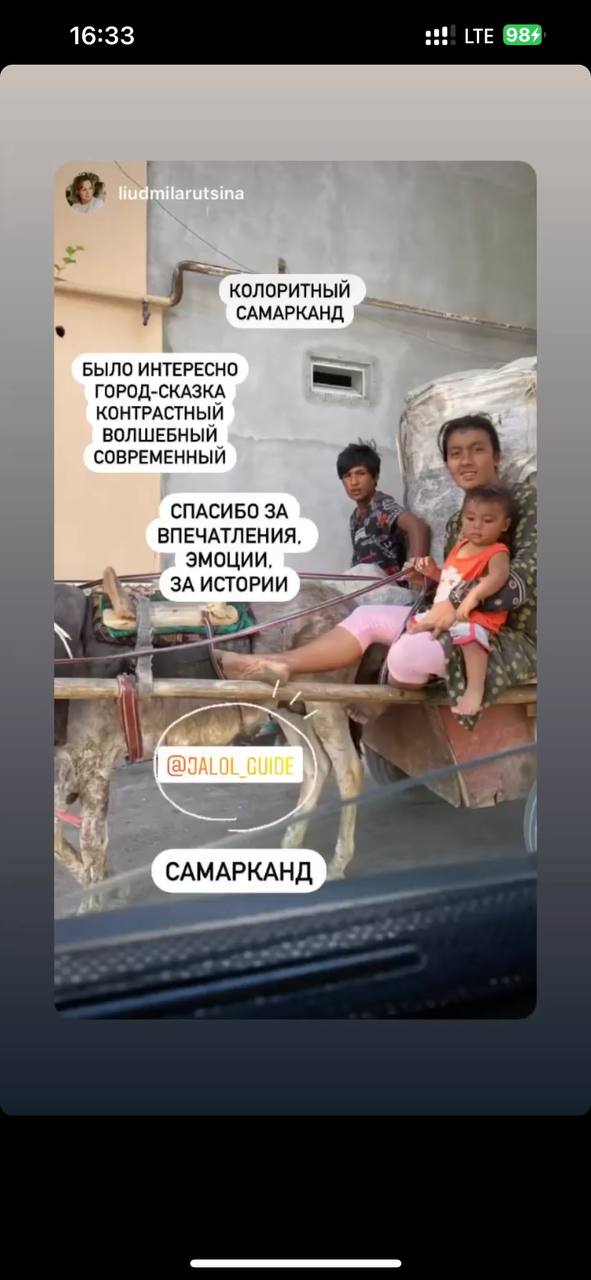 16:33
LTE
98
liudmilarutsina
КОЛОРИТНЫЙ
САМАРКАНД
БЫЛО ИНТЕРЕСНО
ГОРОД-СКАЗКА
КОНТРАСТНЫЙ
ВОЛШЕБНЫЙ
СОВРЕМЕННЫЙ
СПАСИБО ЗА
ВПЕЧАТЛЕНИЯ,
ЭМОЦИИ,
ЗА ИСТОРИИ
@JALOL_GUIDE
САМАРКАНД